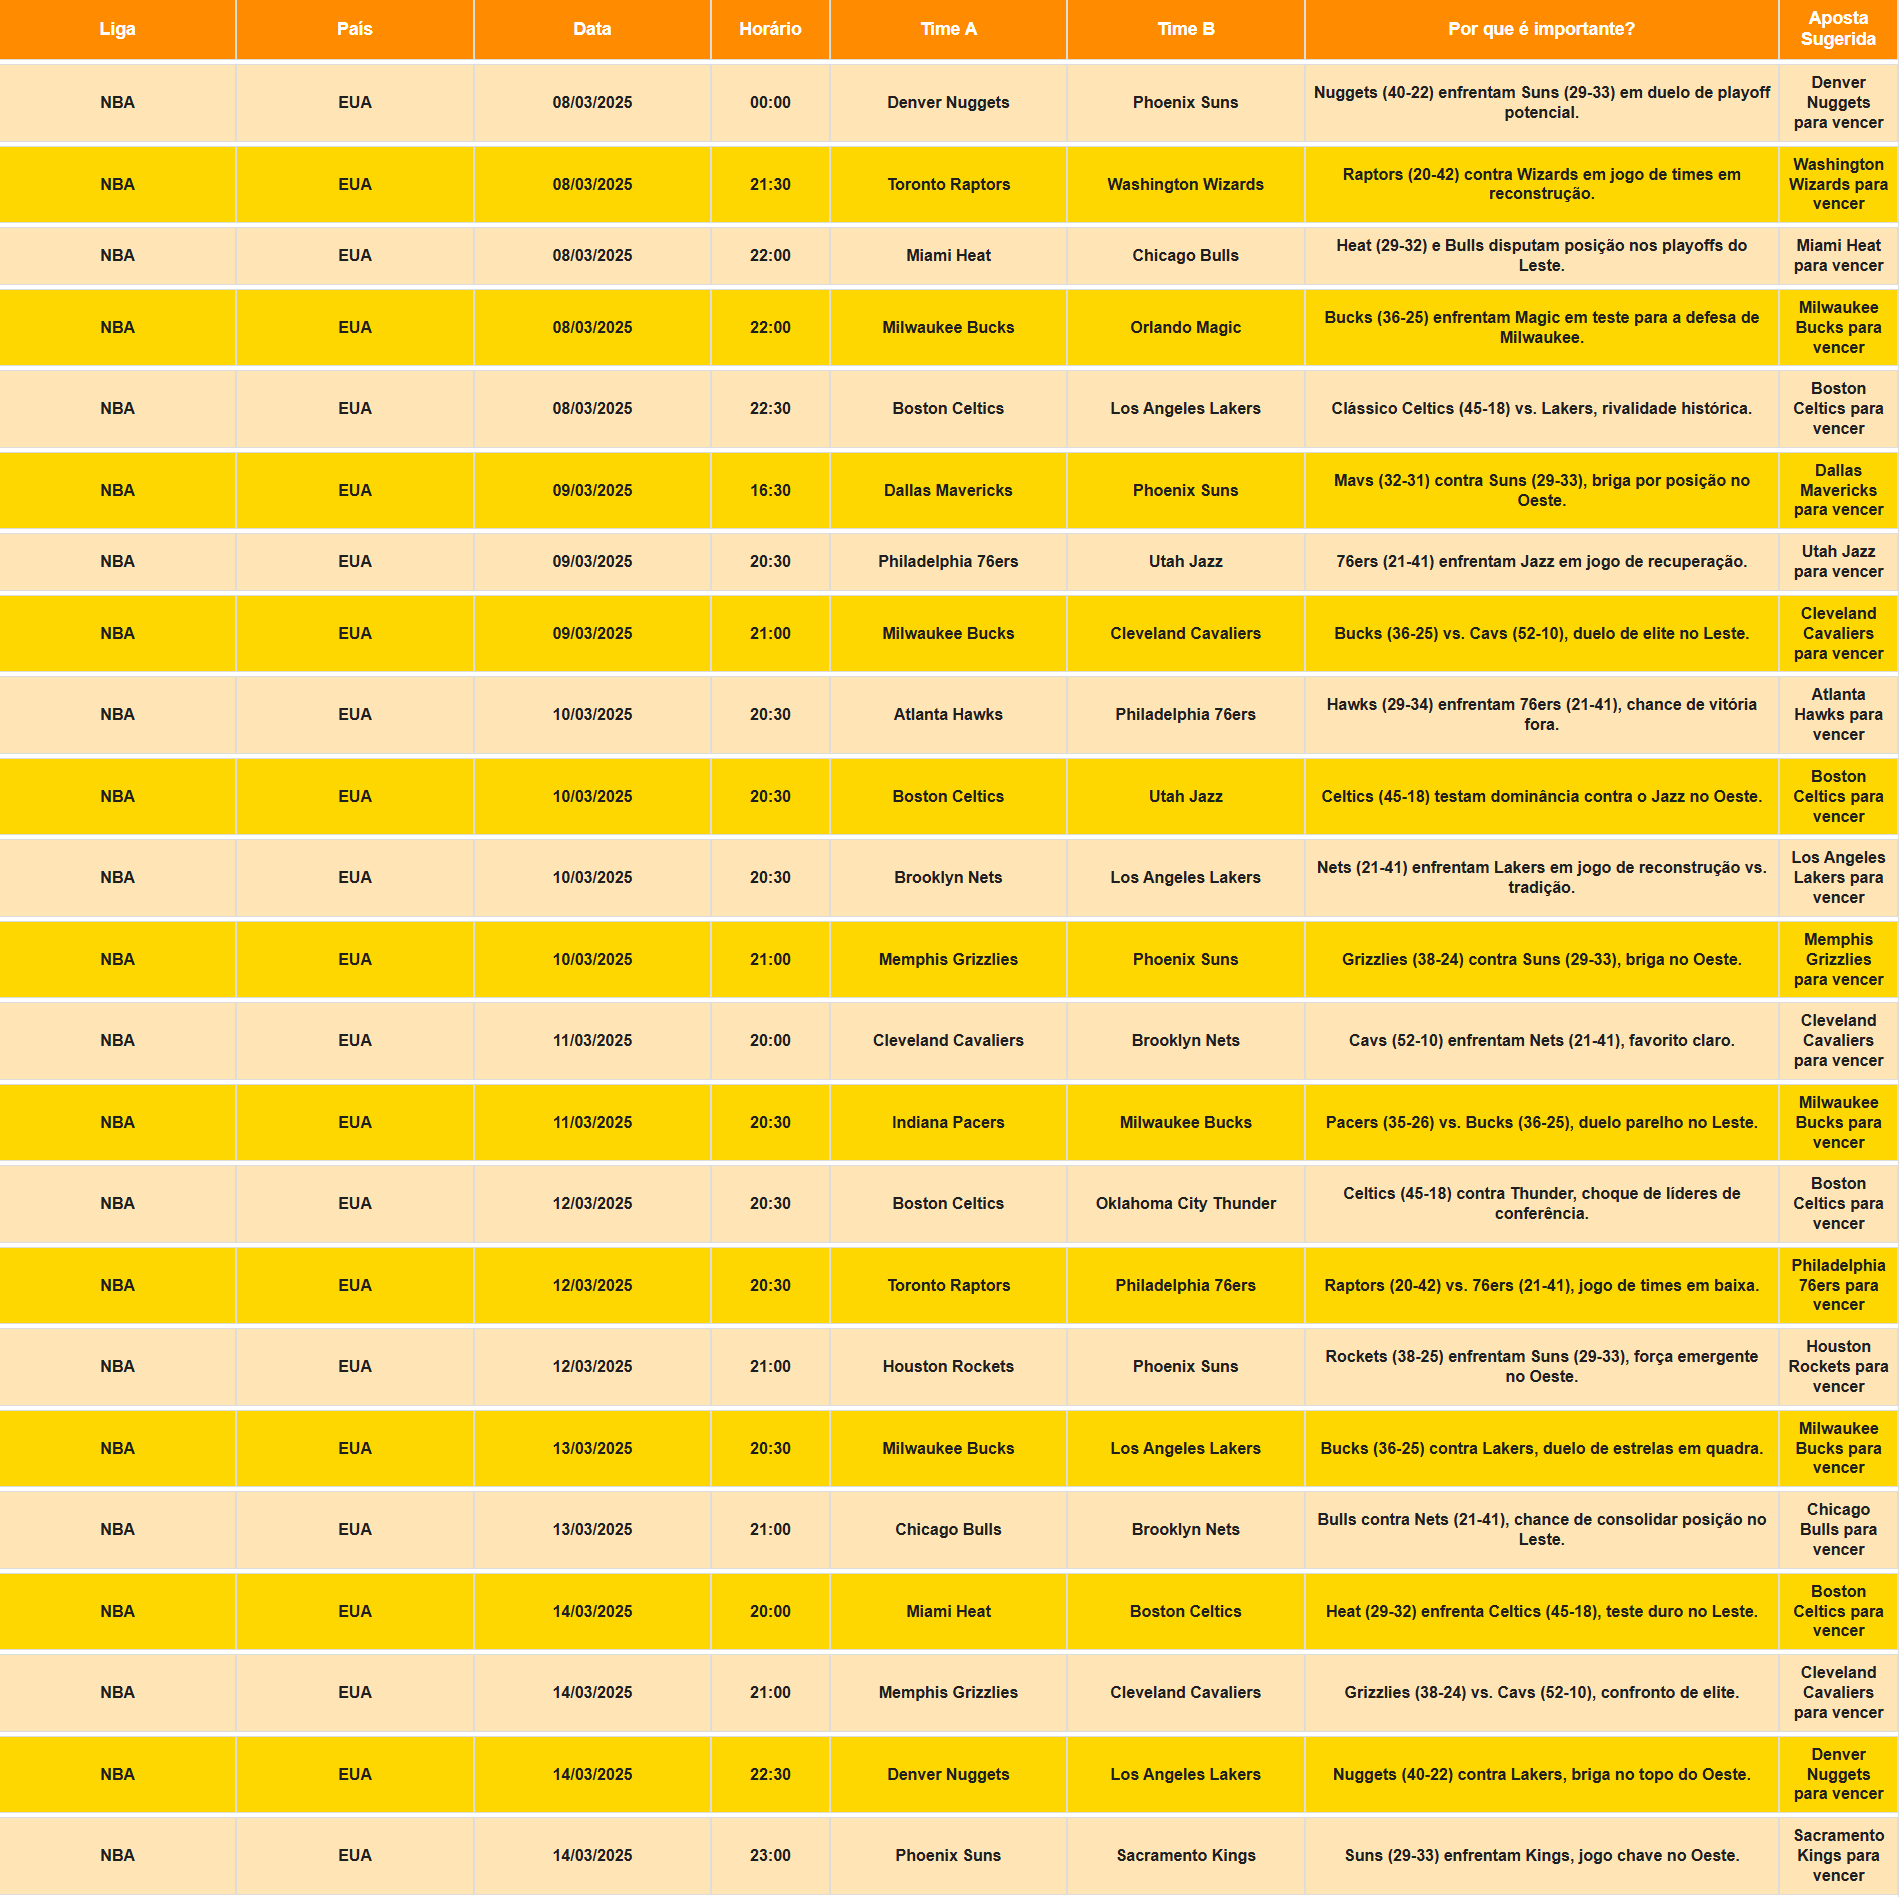 Liga País Data Horário Time A Time B Por que é importante? Aposta
Sugerida
NBA EUA 08/03/2025 00:00 Denver Nuggets Phoenix Suns Nuggets (40-22) enfrentam Suns (29-33) em duelo de playoff
potencial.
Denver
Nuggets
para vencer
NBA EUA 08/03/2025 21:30 Toronto Raptors Washington Wizards Raptors (20-42) contra Wizards em jogo de times em
reconstrução.
Washington
Wizards para
vencer
NBA EUA 08/03/2025 22:00 Miami Heat Chicago Bulls Heat (29-32) e Bulls disputam posição nos playoffs do
Leste.
Miami Heat
para vencer
NBA EUA 08/03/2025 22:00 Milwaukee Bucks Orlando Magic Bucks (36-25) enfrentam Magic em teste para a defesa de
Milwaukee.
Milwaukee
Bucks para
vencer
NBA EUA 08/03/2025 22:30 Boston Celtics Los Angeles Lakers Clássico Celtics (45-18) vs. Lakers, rivalidade histórica.
Boston
Celtics para
vencer
NBA EUA 09/03/2025 16:30 Dallas Mavericks Phoenix Suns Mavs (32-31) contra Suns (29-33), briga por posição no
Oeste.
Dallas
Mavericks
para vencer
NBA EUA 09/03/2025 20:30 Philadelphia 76ers Utah Jazz 76ers (21-41) enfrentam Jazz em jogo de recuperação.
Utah Jazz
para vencer
NBA EUA 09/03/2025 21:00 Milwaukee Bucks Cleveland Cavaliers Bucks (36-25) vs. Cavs (52-10), duelo de elite no Leste.
Cleveland
Cavaliers
para vencer
NBA EUA 10/03/2025 20:30 Atlanta Hawks Philadelphia 76ers Hawks (29-34) enfrentam 76ers (21-41), chance de vitória
fora.
Atlanta
Hawks para
vencer
NBA EUA 10/03/2025 20:30 Boston Celtics Utah Jazz Celtics (45-18) testam dominância contra o Jazz no Oeste.
Boston
Celtics para
vencer
NBA EUA 10/03/2025 20:30 Brooklyn Nets Los Angeles Lakers Nets (21-41) enfrentam Lakers em jogo de reconstrução vs.
tradição.
Los Angeles
Lakers para
vencer
NBA EUA 10/03/2025 21:00 Memphis Grizzlies Phoenix Suns Grizzlies (38-24) contra Suns (29-33), briga no Oeste.
Memphis
Grizzlies
para vencer
NBA EUA 11/03/2025 20:00 Cleveland Cavaliers Brooklyn Nets Cavs (52-10) enfrentam Nets (21-41), favorito claro.
Cleveland
Cavaliers
para vencer
NBA EUA 11/03/2025 20:30 Indiana Pacers Milwaukee Bucks Pacers (35-26) vs. Bucks (36-25), duelo parelho no Leste.
Milwaukee
Bucks para
vencer
NBA EUA 12/03/2025 20:30 Boston Celtics Oklahoma City Thunder Celtics (45-18) contra Thunder, choque de líderes de
conferência.
Boston
Celtics para
vencer
NBA EUA 12/03/2025 20:30 Toronto Raptors Philadelphia 76ers Raptors (20-42) vs. 76ers (21-41), jogo de times em baixa.
Philadelphia
76ers para
vencer
NBA EUA 12/03/2025 21:00 Houston Rockets Phoenix Suns Rockets (38-25) enfrentam Suns (29-33), força emergente
no Oeste.
Houston
Rockets para
vencer
NBA EUA 13/03/2025 20:30 Milwaukee Bucks Los Angeles Lakers Bucks (36-25) contra Lakers, duelo de estrelas em quadra.
Milwaukee
Bucks para
vencer
NBA EUA 13/03/2025 21:00 Chicago Bulls Brooklyn Nets Bulls contra Nets (21-41), chance de consolidar posição no
Leste.
Chicago
Bulls para
vencer
NBA EUA 14/03/2025 20:00 Miami Heat Boston Celtics Heat (29-32) enfrenta Celtics (45-18), teste duro no Leste.
Boston
Celtics para
vencer
NBA EUA 14/03/2025 21:00 Memphis Grizzlies Cleveland Cavaliers Grizzlies (38-24) vs. Cavs (52-10), confronto de elite.
Cleveland
Cavaliers
para vencer
NBA EUA 14/03/2025 22:30 Denver Nuggets Los Angeles Lakers Nuggets (40-22) contra Lakers, briga no topo do Oeste.
Denver
Nuggets
para vencer
NBA EUA 14/03/2025 23:00 Phoenix Suns Sacramento Kings Suns (29-33) enfrentam Kings, jogo chave no Oeste.
Sacramento
Kings para
vencer